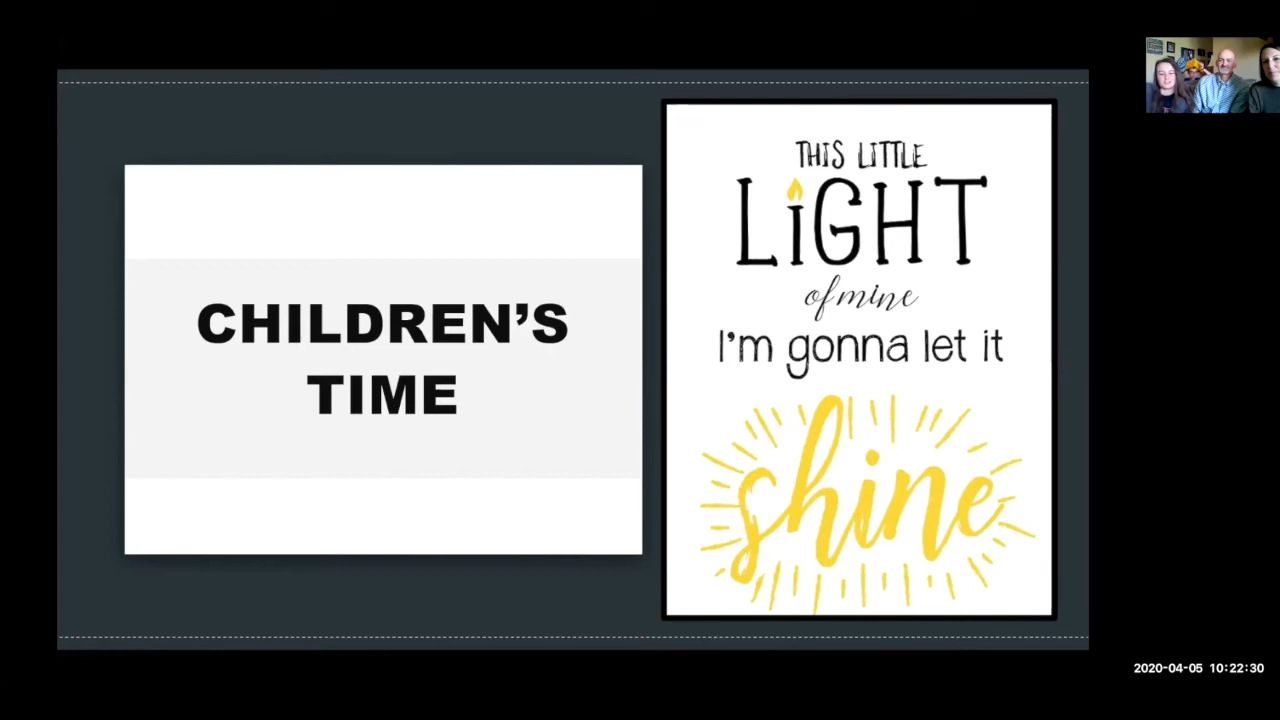 CHILDREN’S
TIME
THIS LITTLE
LiGHT
of mine
I’m gonna let it
shine
2020-04-05 10:22:30